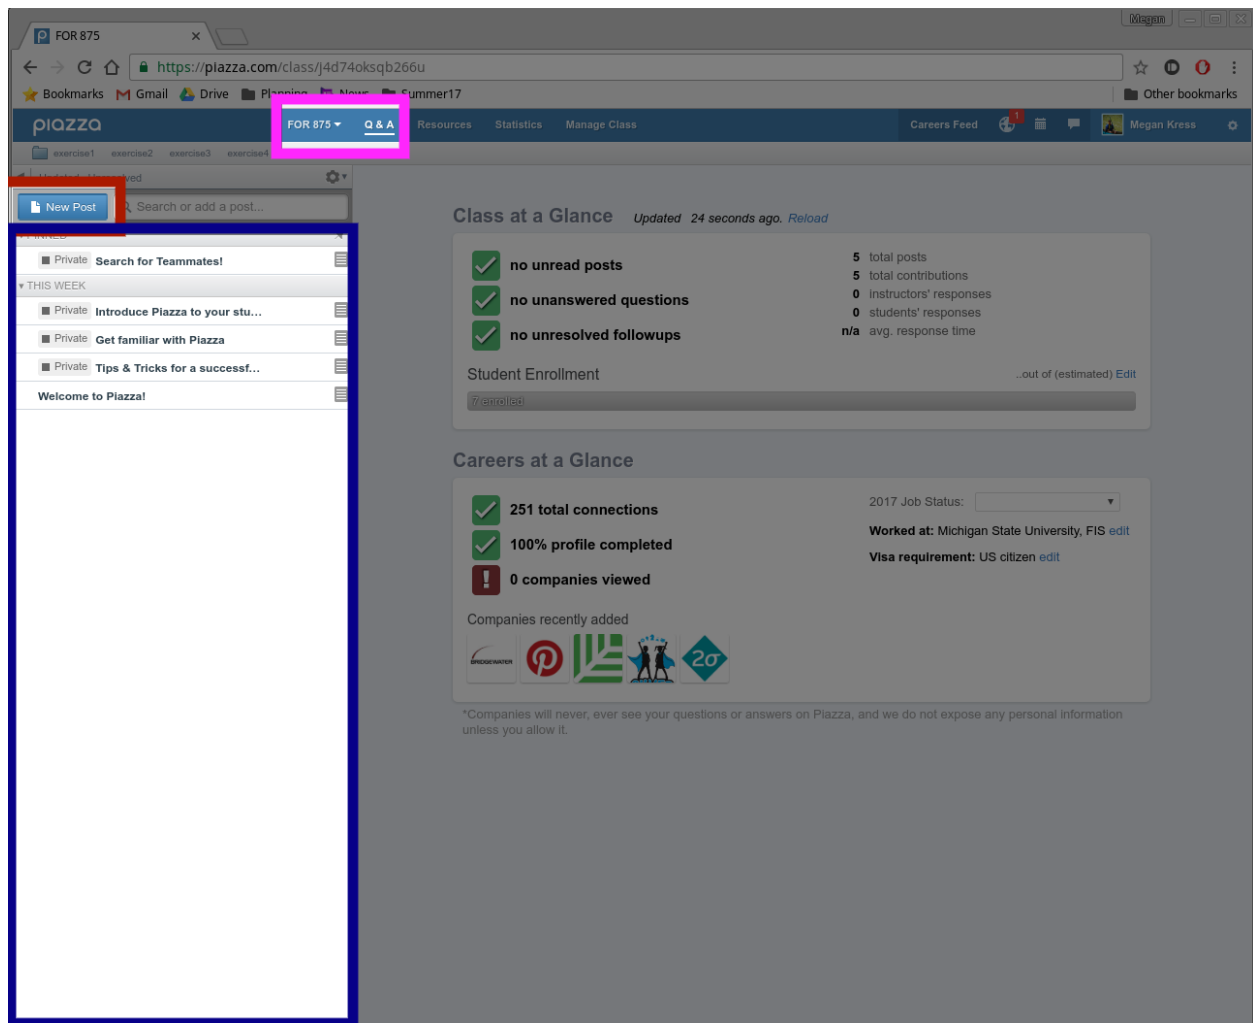 Megan
FOR 875
https://piazza.com/class/j4d74oksqb266u
Bookmarks Gmail Drive Planning News Summer17 Other bookmarks
piazza FOR 875 Q & A Resources Statistics Manage Class Careers Feed 1 Megan Kress
exercise1 exercise2 exercise3 exercise4
Updated Unresolved
New Post Search or add a post...
PINNED
Private Search for Teammates!
THIS WEEK
Private Introduce Piazza to your stu...
Private Get familiar with Piazza
Private Tips & Tricks for a successf...
Welcome to Piazza!
Class at a Glance Updated 24 seconds ago. Reload
no unread posts
no unanswered questions
no unresolved followups
5 total posts
5 total contributions
0 instructors' responses
0 students' responses
n/a avg. response time
Student Enrollment ..out of (estimated) Edit
7 enrolled
Careers at a Glance
251 total connections
100% profile completed
0 companies viewed
2017 Job Status:
Worked at: Michigan State University, FIS edit
Visa requirement: US citizen edit
Companies recently added
BRIDGEWATER
2σ
*Companies will never, ever see your questions or answers on Piazza, and we do not expose any personal information
unless you allow it.